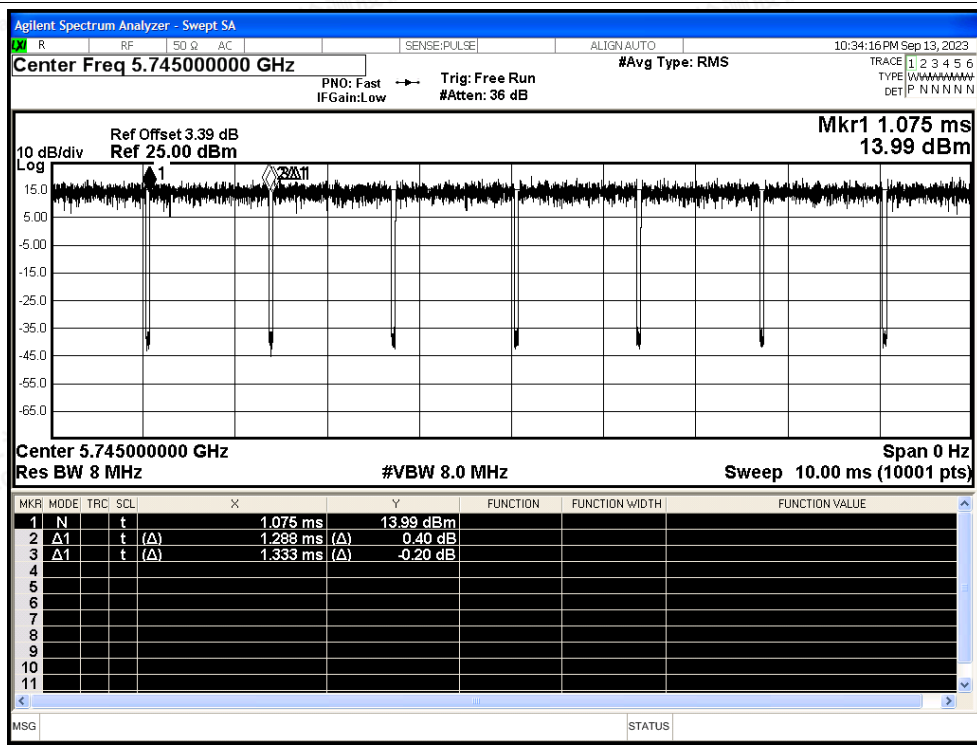 Agilent Spectrum Analyzer - Swept SA
LXI R RF 50 Ω AC SENSE:PULSE ALIGN AUTO 10:34:16 PM Sep 13, 2023
Center Freq 5.745000000 GHz #Avg Type: RMS TRACE 1 2 3 4 5 6
PNO: Fast Trig: Free Run TYPE
IFGain:Low #Atten: 36 dB DET P N N N N N
Mkr1 1.075 ms
13.99 dBm
Ref Offset 3.39 dB
10 dB/div Ref 25.00 dBm
Log
1
15.0
5.00
-5.00
-15.0
-25.0
-35.0
-45.0
-55.0
-65.0
Center 5.745000000 GHz Span 0 Hz
Res BW 8 MHz #VBW 8.0 MHz Sweep 10.00 ms (10001 pts)
MKR MODE TRC SCL X Y FUNCTION FUNCTION WIDTH FUNCTION VALUE
1 N t 1.075 ms 13.99 dBm
2 Δ1 t (Δ) 1.288 ms (Δ) 0.40 dB
3 Δ1 t (Δ) 1.333 ms (Δ) -0.20 dB
4
5
6
7
8
9
10
11
MSG STATUS